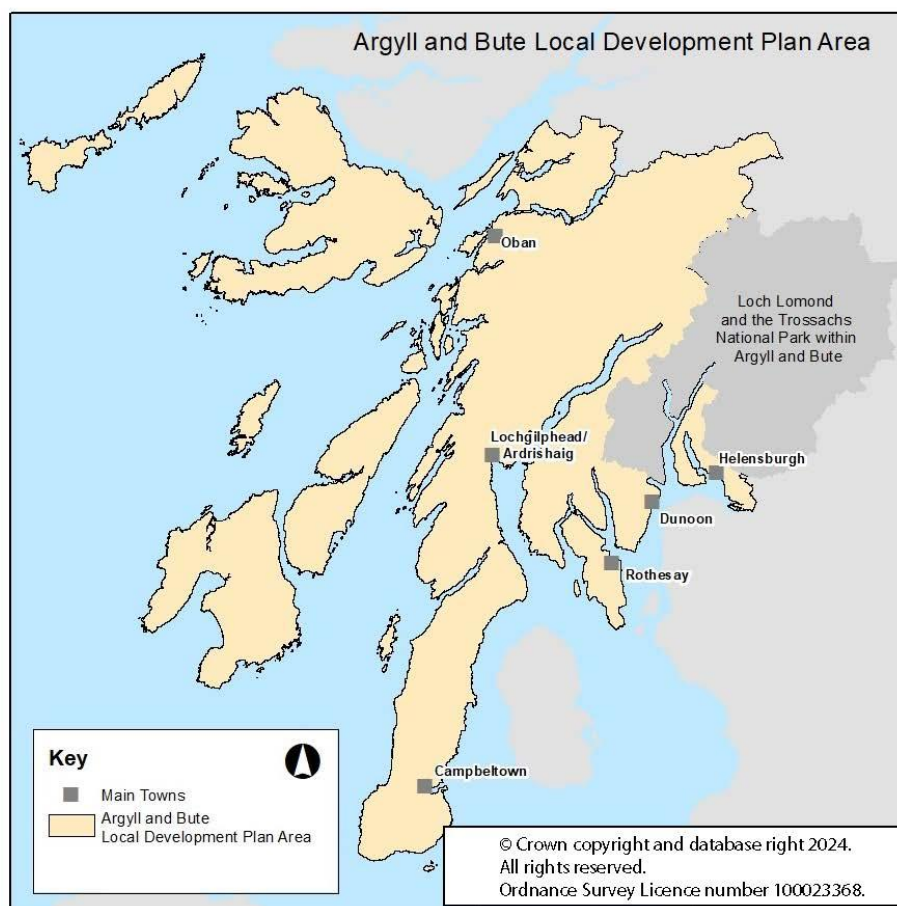 Argyll and Bute Local Development Plan Area
Oban
Loch Lomond
and the Trossachs
National Park within
Argyll and Bute
Lochgilphead/
Ardrishaig
Helensburgh
Dunoon
Rothesay
Campbeltown
Key
Main Towns
Argyll and Bute
Local Development Plan Area
© Crown copyright and database right 2024.
All rights reserved.
Ordnance Survey Licence number 100023368.